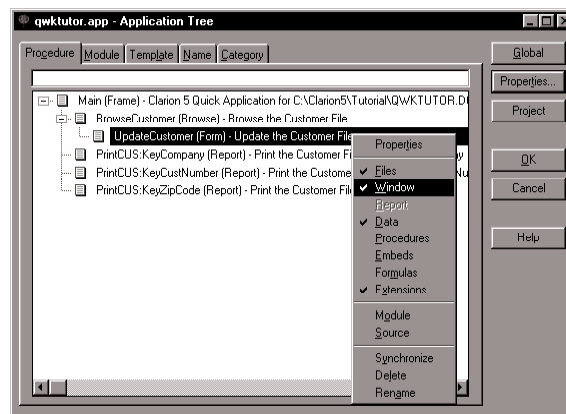 qwktutor.app - Application Tree
Procedure Module Template Name Category
Global
Properties...
Project
OK
Cancel
Help
Main (Frame) - Clarion 5 Quick Application for C:\Clarion5\Tutorial\QWKTUTOR.D
BrowseCustomer (Browse) - Browse the Customer File
UpdateCustomer (Form) - Update the Customer File
PrintCUS:KeyCompany (Report) - Print the Customer Fi
PrintCUS:KeyCustNumber (Report) - Print the Customer
PrintCUS:KeyZipCode (Report) - Print the Customer File
Properties
Files
Window
Report
Data
Procedures
Embeds
Formulas
Extensions
Module
Source
Synchronize
Delete
Rename